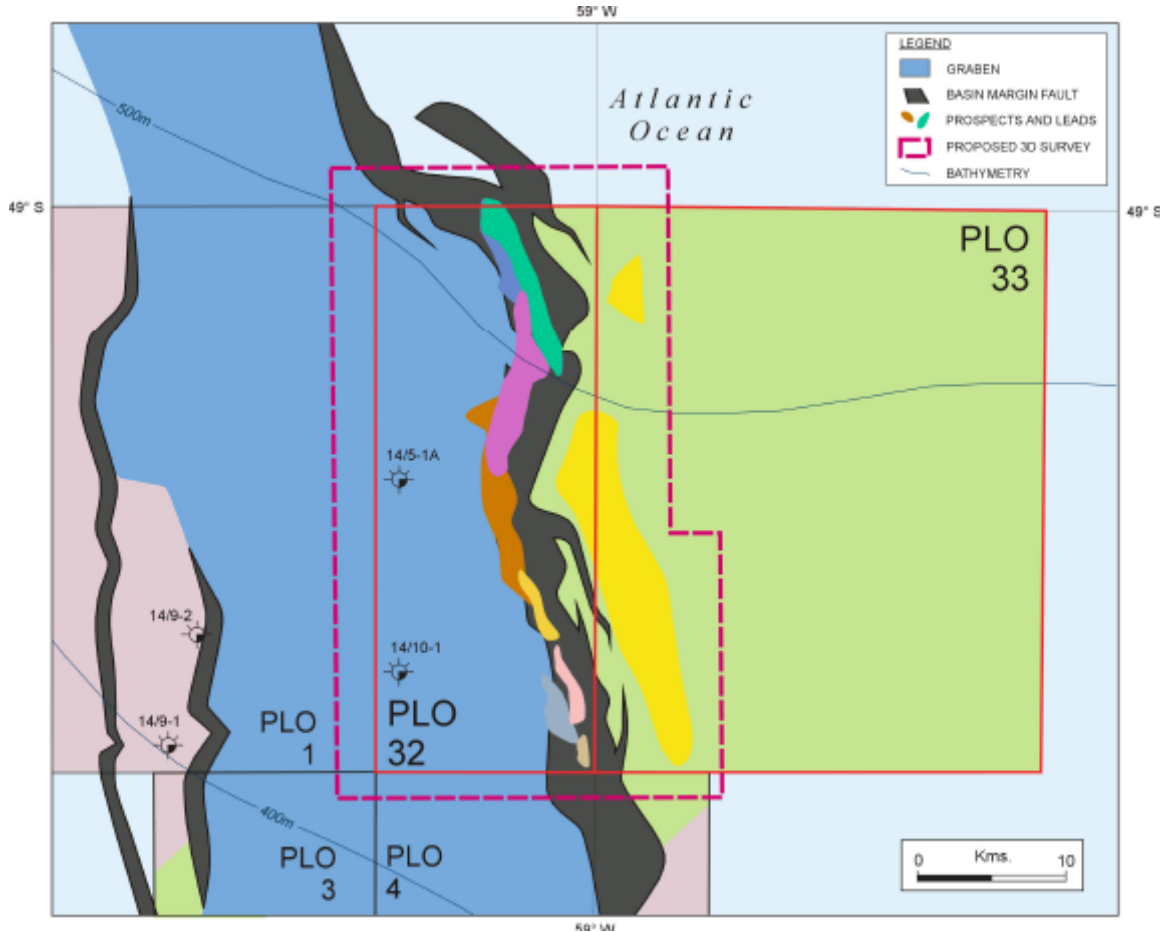 59° W
LEGEND
GRABEN
BASIN MARGIN FAULT
PROSPECTS AND LEADS
PROPOSED 3D SURVEY
BATHYMETRY
Atlantic
Ocean
500m
49° S
49° S
PLO
33
14/5-1A
14/9-2
14/10-1
14/9-1
PLO
1
PLO
32
400m
PLO
3
PLO
4
Kms.
0
10
59° W